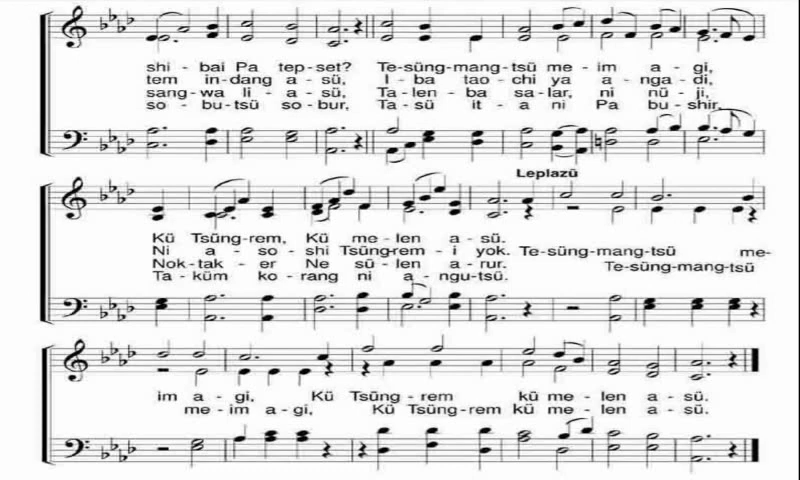 shi-bai Pa tep-set? Te-süng-mang-tsü me-im a-gi,
tem in-dang a-sü, I-ba tao-chi ya a-nga-di,
sang-wa li-a-sü, Ta-len-ba sa-lar, ni nü-ji,
so-bu-tsü so-bur, Ta-sü it-a ni Pa bu-shir,
Leplazü
Kü Tsüng-rem, Kü me-len a-sü.
Ni a-so-shi Tsüng-rem-i yok. Te-süng-mang-tsü me-
Nok-tak-er Ne sü-len a-rur. Te-süng-mang-tsü
Ta-küm ko-rang ni a-ngu-tsü.
im a-gi, Kü Tsüng-rem kü me-len a-sü.
me-im a-gi, Kü Tsüng-rem kü me-len a-sü.